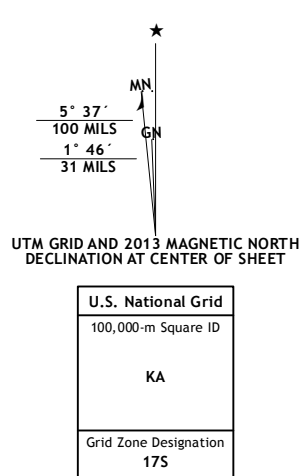 MN
5° 37´
100 MILS
GN
1° 46´
31 MILS
UTM GRID AND 2013 MAGNETIC NORTH
DECLINATION AT CENTER OF SHEET
U.S. National Grid
100,000-m Square ID
KA
Grid Zone Designation
17S